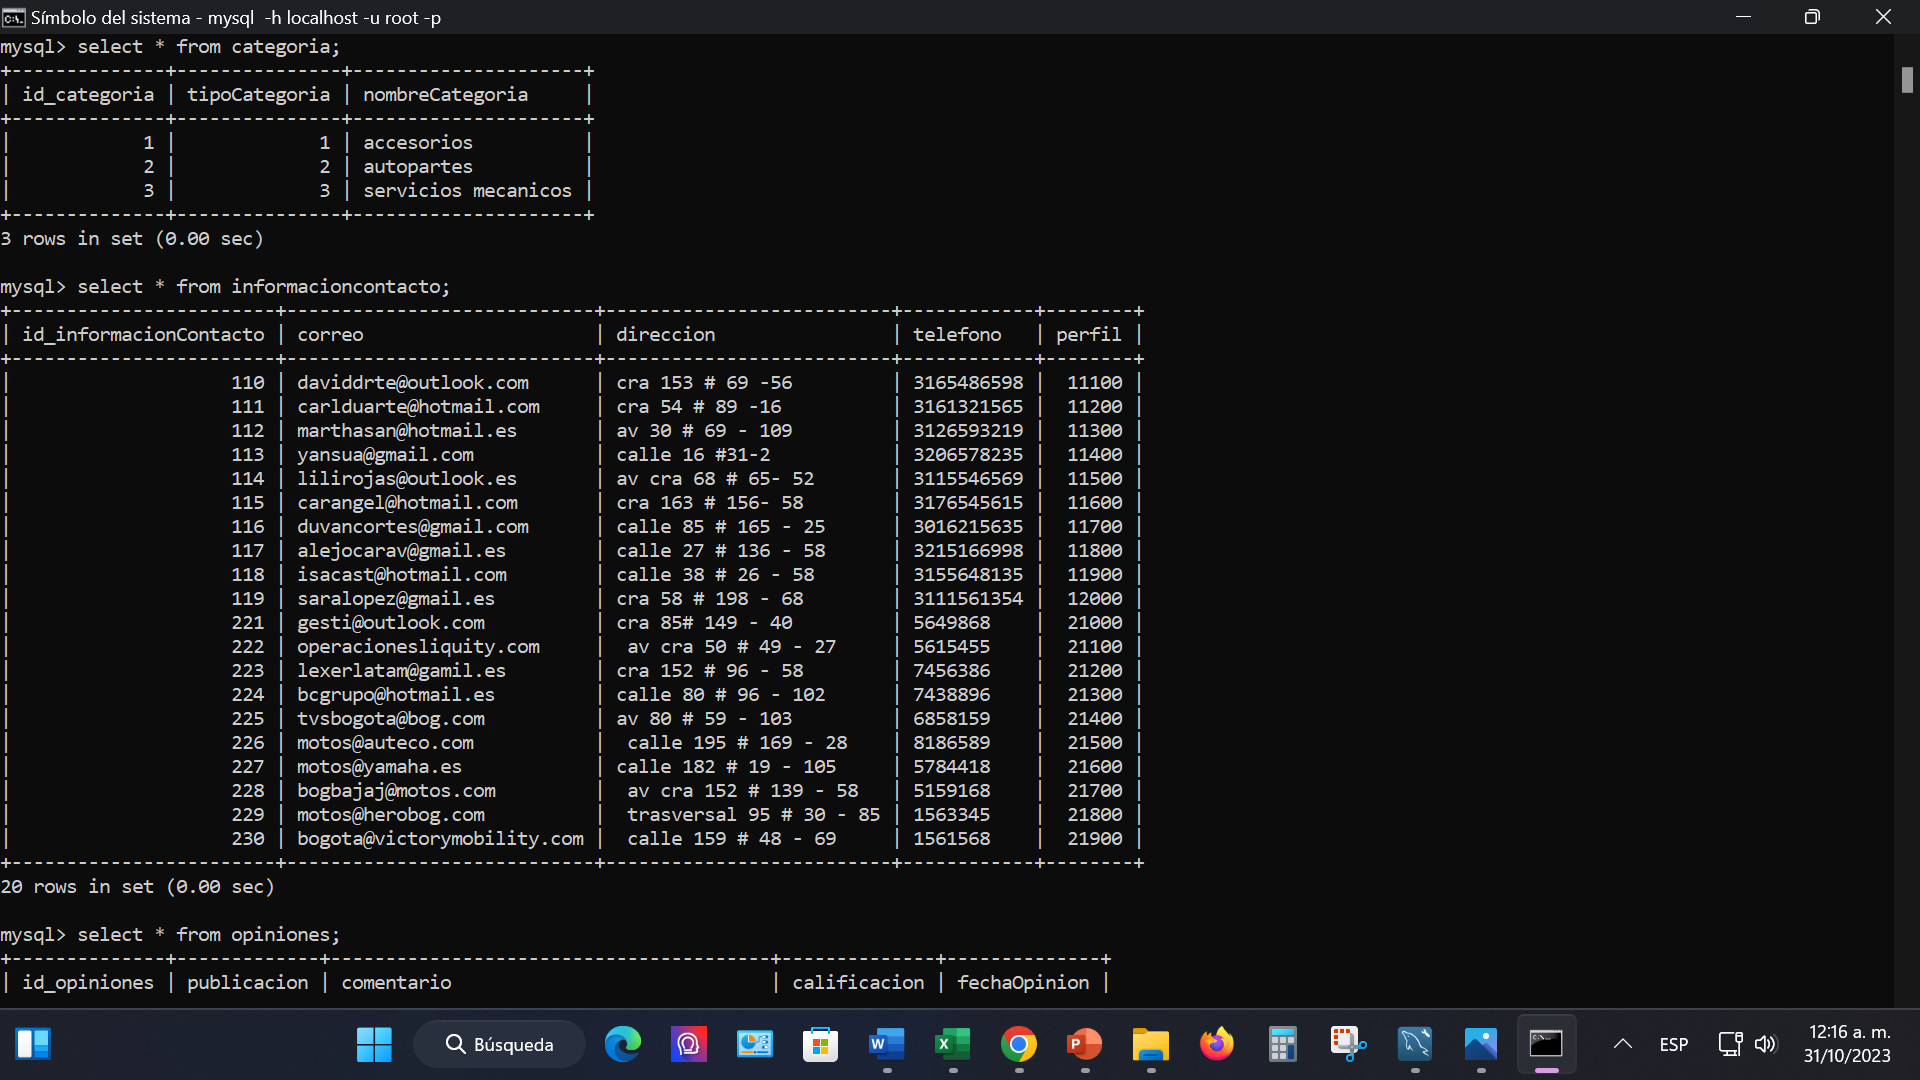 Símbolo del sistema - mysql  -h localhost -u root -p
mysql> select * from categoria;
+--------------+---------------+---------------------+
| id_categoria | tipoCategoria | nombreCategoria     |
+--------------+---------------+---------------------+
|            1 |             1 | accesorios          |
|            2 |             2 | autopartes          |
|            3 |             3 | servicios mecanicos |
+--------------+---------------+---------------------+
3 rows in set (0.00 sec)
mysql> select * from informacioncontacto;
+------------------------+----------------------------+--------------------------+------------+--------+
| id_informacionContacto | correo                     | direccion                | telefono   | perfil |
+------------------------+----------------------------+--------------------------+------------+--------+
|                    110 | daviddrte@outlook.com      | cra 153 # 69 -56         | 3165486598 |  11100 |
|                    111 | carlduarte@hotmail.com     | cra 54 # 89 -16          | 3161321565 |  11200 |
|                    112 | marthasan@hotmail.es       | av 30 # 69 - 109         | 3126593219 |  11300 |
|                    113 | yansua@gmail.com           | calle 16 #31-2           | 3206578235 |  11400 |
|                    114 | lilirojas@outlook.es       | av cra 68 # 65- 52       | 3115546569 |  11500 |
|                    115 | carangel@hotmail.com       | cra 163 # 156- 58        | 3176545615 |  11600 |
|                    116 | duvancortes@gmail.com      | calle 85 # 165 - 25      | 3016215635 |  11700 |
|                    117 | alejocarav@gmail.es        | calle 27 # 136 - 58      | 3215166998 |  11800 |
|                    118 | isacast@hotmail.com        | calle 38 # 26 - 58       | 3155648135 |  11900 |
|                    119 | saralopez@gmail.es         | cra 58 # 198 - 68        | 3111561354 |  12000 |
|                    221 | gesti@outlook.com          | cra 85# 149 - 40         | 5649868    |  21000 |
|                    222 | operacionesliquity.com     |  av cra 50 # 49 - 27     | 5615455    |  21100 |
|                    223 | lexerlatam@gamil.es        | cra 152 # 96 - 58        | 7456386    |  21200 |
|                    224 | bcgrupo@hotmail.es         | calle 80 # 96 - 102      | 7438896    |  21300 |
|                    225 | tvsbogota@bog.com          | av 80 # 59 - 103         | 6858159    |  21400 |
|                    226 | motos@auteco.com           |  calle 195 # 169 - 28    | 8186589    |  21500 |
|                    227 | motos@yamaha.es            | calle 182 # 19 - 105     | 5784418    |  21600 |
|                    228 | bogbajaj@motos.com         |  av cra 152 # 139 - 58   | 5159168    |  21700 |
|                    229 | motos@herobog.com          |  trasversal 95 # 30 - 85 | 1563345    |  21800 |
|                    230 | bogota@victorymobility.com |  calle 159 # 48 - 69     | 1561568    |  21900 |
+------------------------+----------------------------+--------------------------+------------+--------+
20 rows in set (0.00 sec)
mysql> select * from opiniones;
+--------------+-------------+----------------------------------------+--------------+--------------+
| id_opiniones | publicacion | comentario                             | calificacion | fechaOpinion |
Búsqueda
ESP
12:16 a. m.
31/10/2023